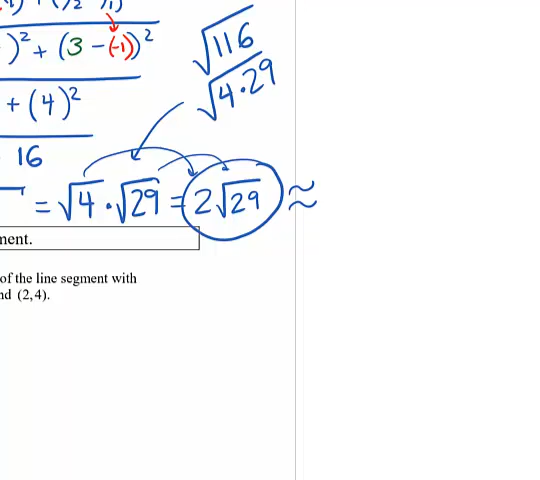 )² + (3 - (-1))²
+ (4)²
16
√116
√4·29
= √4 · √29 = 2√29 ≈
ment.
of the line segment with
nd (2,4).